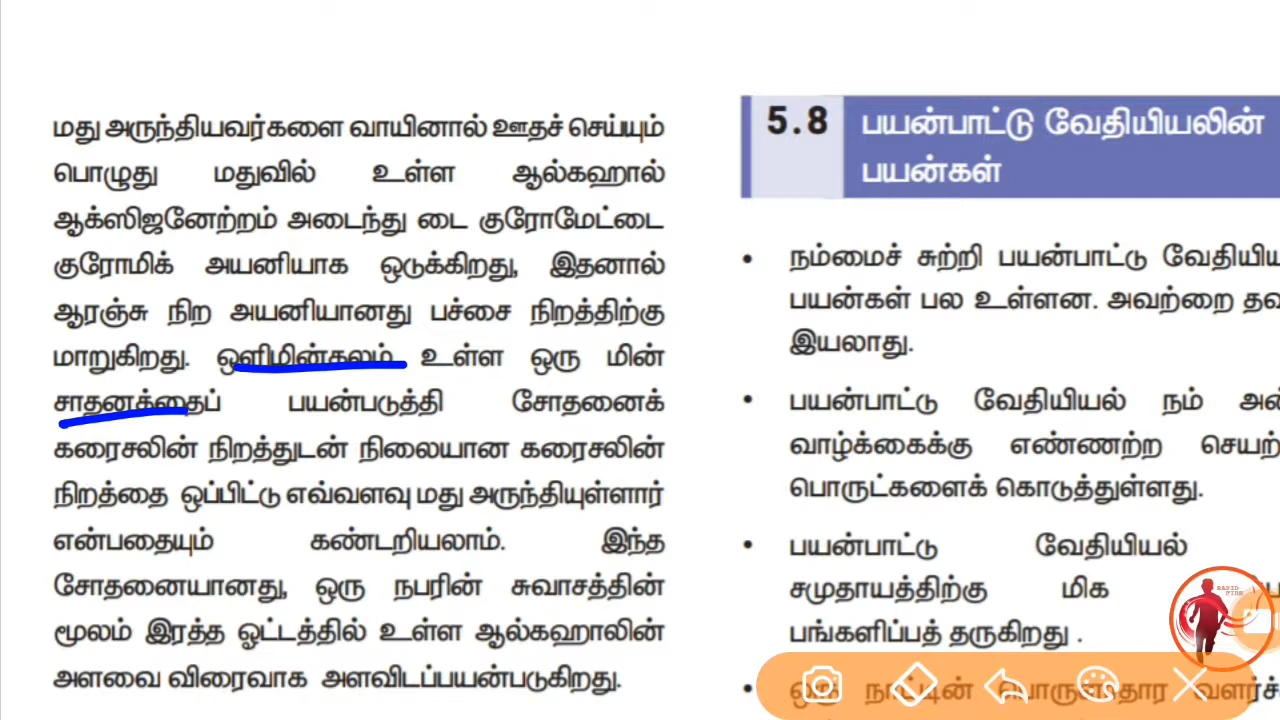 மது அருந்தியவர்களை வாயினால் ஊதச் செய்யும்
பொழுது மதுவில் உள்ள ஆல்கஹால்
ஆக்ஸிஜனேற்றம் அடைந்து டை குரோமேட்டை
குரோமிக் அயனியாக ஒடுக்கிறது, இதனால்
ஆரஞ்சு நிற அயனியானது பச்சை நிறத்திற்கு
மாறுகிறது. ஒளிமின்கலம் உள்ள ஒரு மின்
சாதனத்தைப் பயன்படுத்தி சோதனைக்
கரைசலின் நிறத்துடன் நிலையான கரைசலின்
நிறத்தை ஒப்பிட்டு எவ்வளவு மது அருந்தியுள்ளார்
என்பதையும் கண்டறியலாம். இந்த
சோதனையானது, ஒரு நபரின் சுவாசத்தின்
மூலம் இரத்த ஓட்டத்தில் உள்ள ஆல்கஹாலின்
அளவை விரைவாக அளவிடப்பயன்படுகிறது.
5.8 பயன்பாட்டு வேதியியலின்
பயன்கள்
• நம்மைச் சுற்றி பயன்பாட்டு
பயன்கள் பல உள்ளன. அவற்றை
இயலாது.
• பயன்பாட்டு வேதியியல் நம்
வாழ்க்கைக்கு எண்ணற்ற
பொருட்களைக் கொடுத்துள்ளது.
• பயன்பாட்டு வேதியியல்
சமுதாயத்திற்கு மிக
பங்களிப்பத் தருகிறது .
• ஒரு நாட்டின் பொருளாதார
RAPID
FIRE